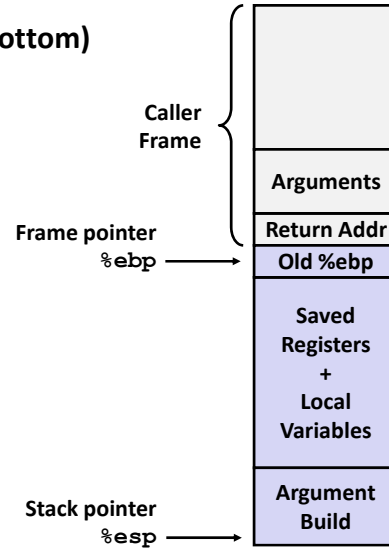 ottom)
Caller
Frame
Arguments
Return Addr
Frame pointer
%ebp
Old %ebp
Saved
Registers
+
Local
Variables
Argument
Build
Stack pointer
%esp